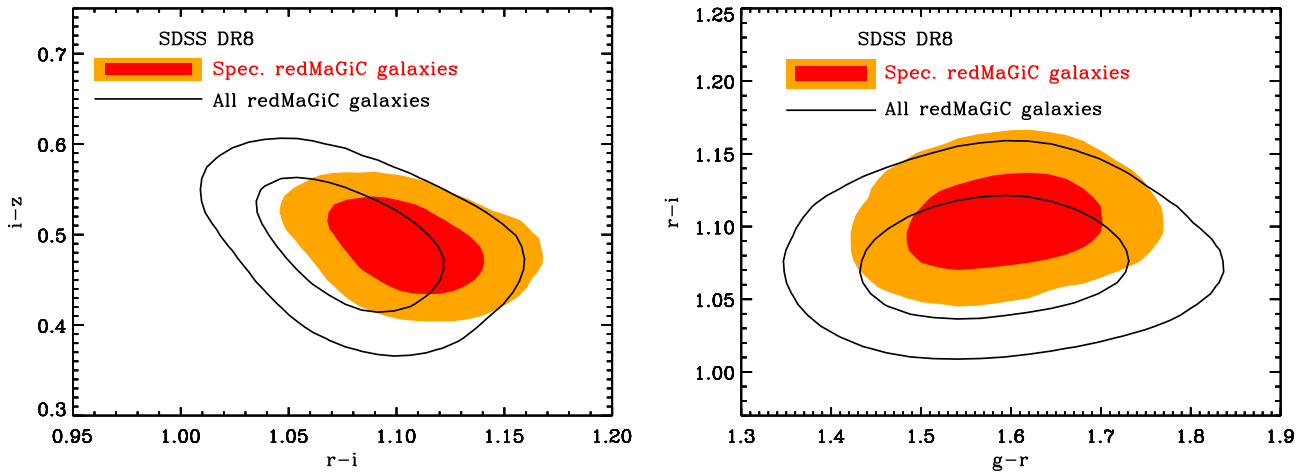 SDSS DR8
Spec. redMaGiC galaxies
All redMaGiC galaxies
0.7
0.6
0.5
0.4
0.3
i−z
0.95 1.00 1.05 1.10 1.15 1.20
r−i
SDSS DR8
Spec. redMaGiC galaxies
All redMaGiC galaxies
1.25
1.20
1.15
1.10
1.05
1.00
r−i
1.3 1.4 1.5 1.6 1.7 1.8 1.9
g−r